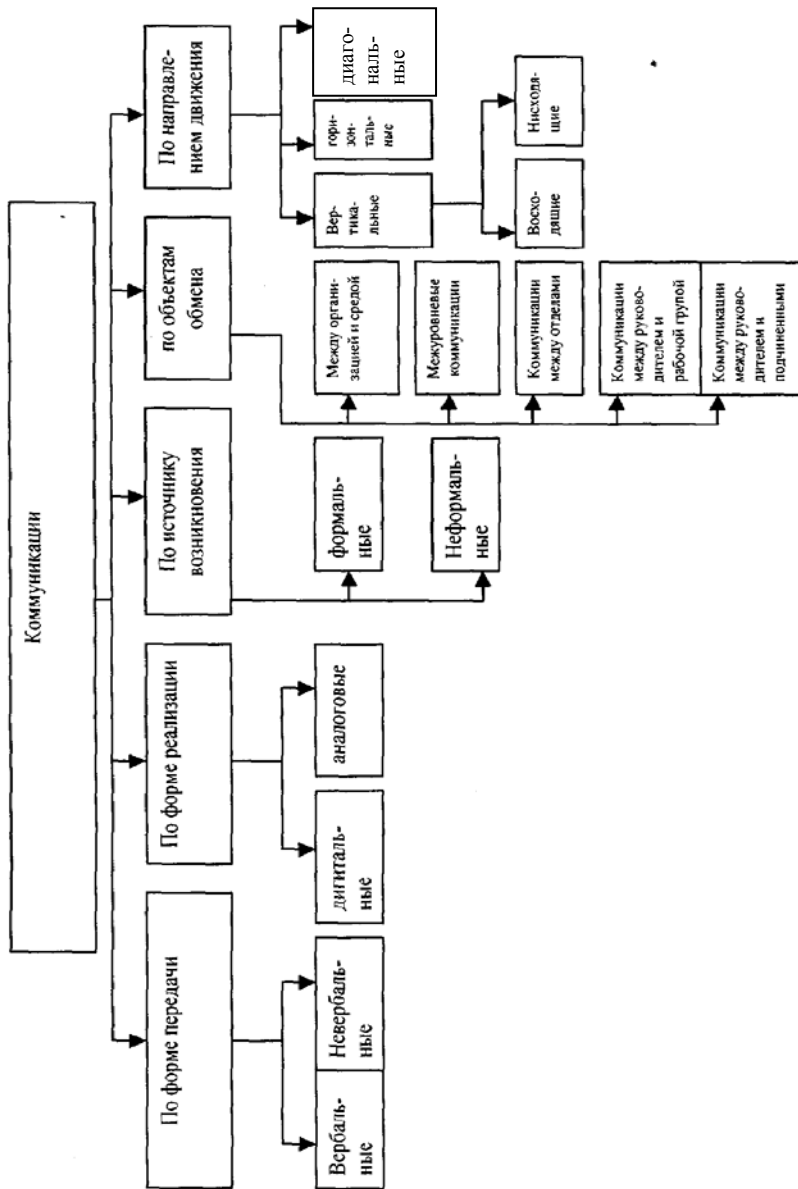 Коммуникации
По форме передачи
По форме реализации
По источнику
возникновения
по объектам
обмена
По направле-
нием движения
Вербаль-
ные
Невербаль-
ные
дигиталь-
ные
аналоговые
формаль-
ные
Неформаль-
ные
Между органи-
зацией и средой
Межуровневые
коммуникации
Коммуникации
между отделами
Коммуникации
между руково-
дителем и
рабочей групой
Коммуникации
между руково-
дителем и
подчиненными
Вер-
тика-
льные
гори-
зон-
таль-
ные
диаго-
наль-
ные
Восхо-
дящие
Нисходя-
щие